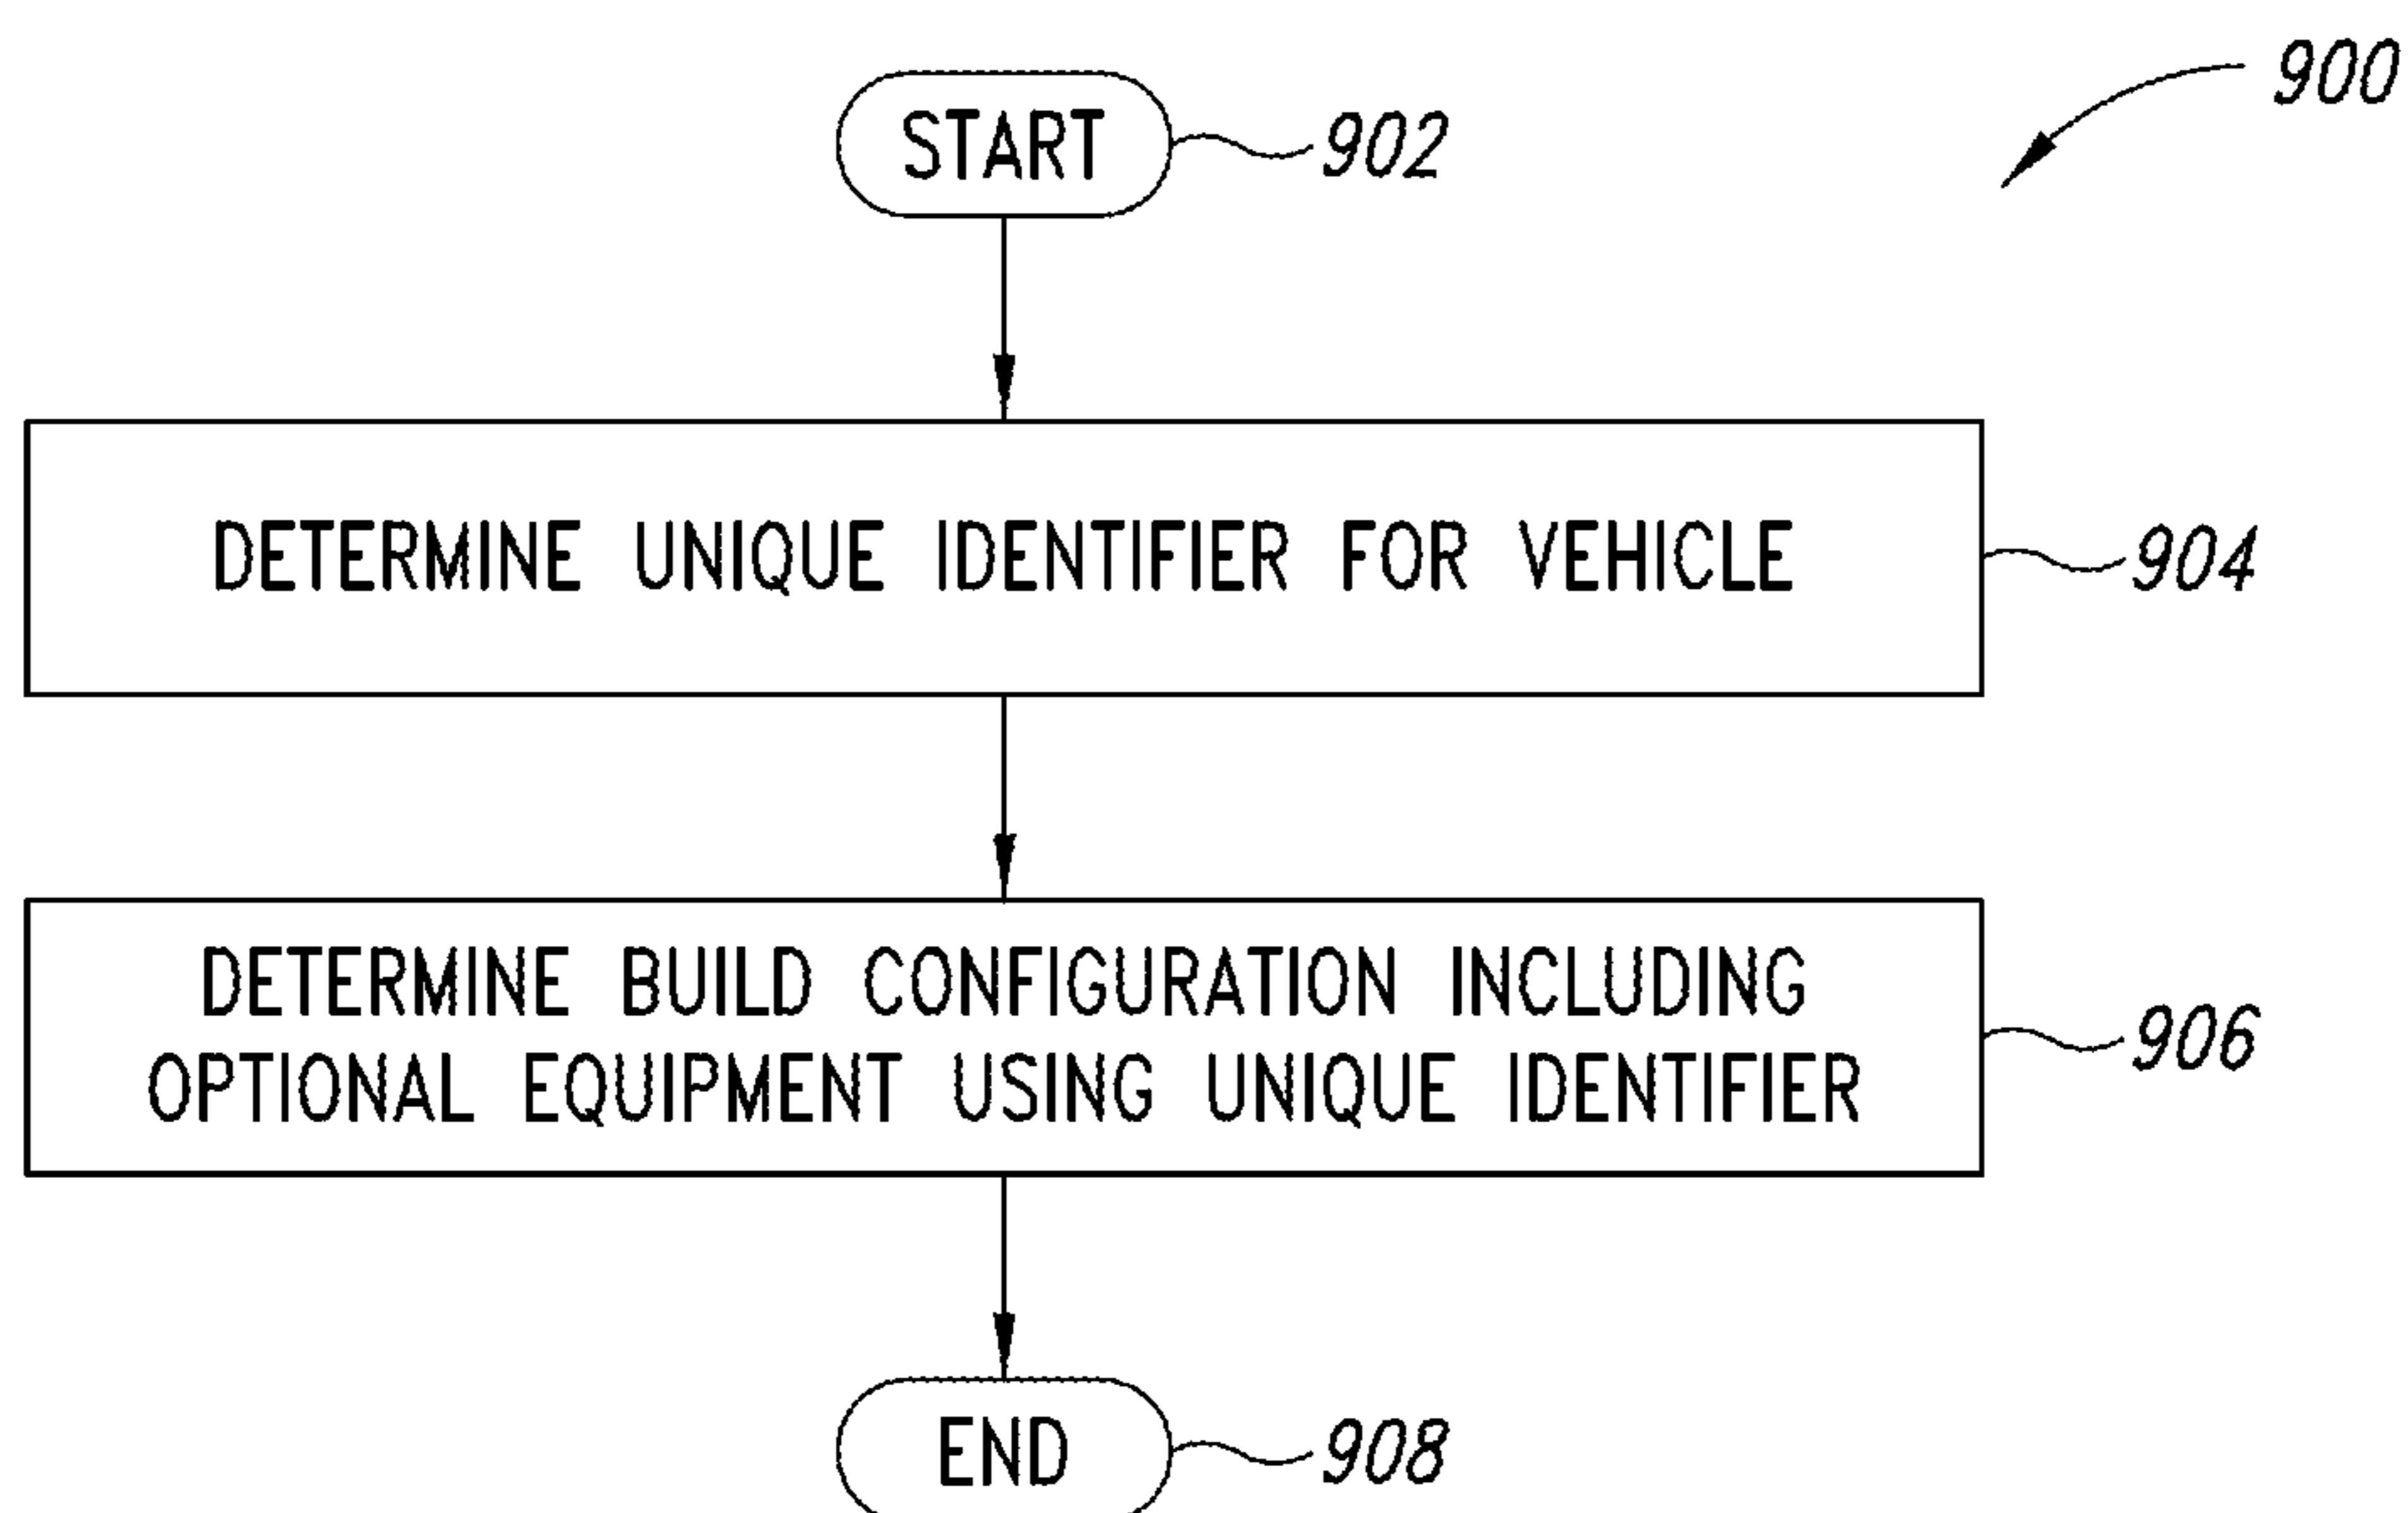 900
START 902
DETERMINE UNIQUE IDENTIFIER FOR VEHICLE 904
DETERMINE BUILD CONFIGURATION INCLUDING
OPTIONAL EQUIPMENT USING UNIQUE IDENTIFIER
906
END 908